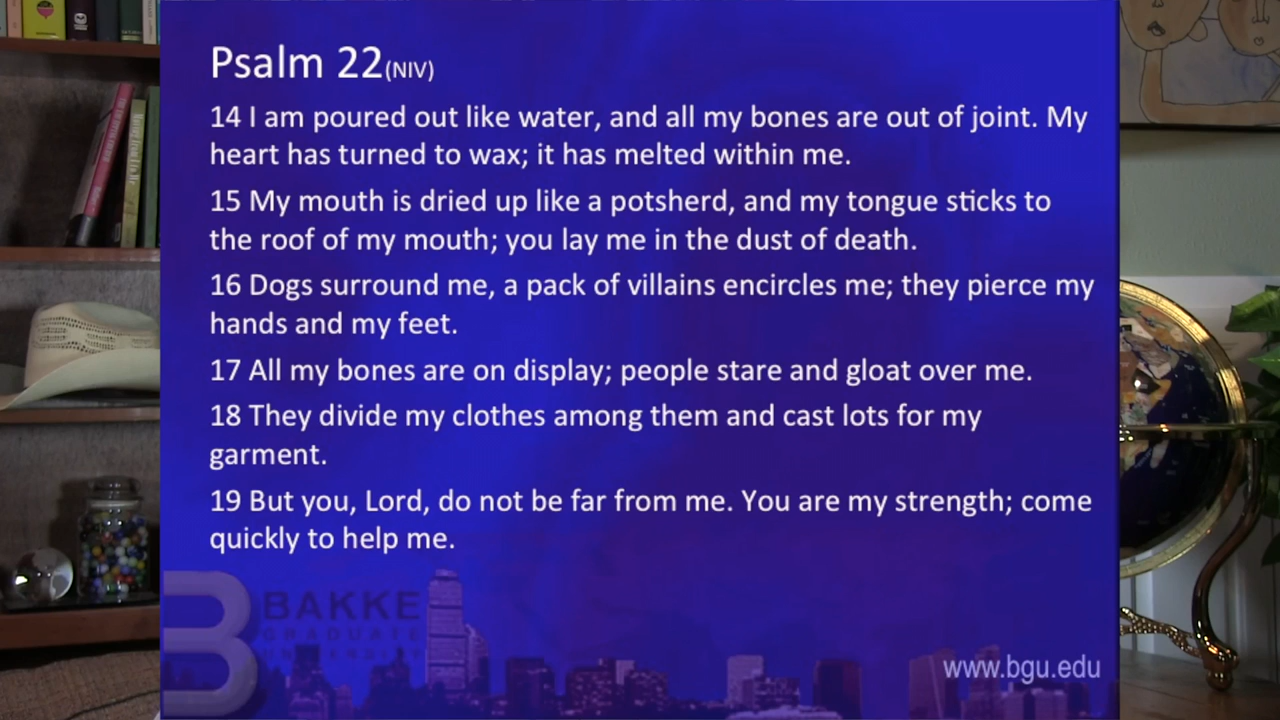 Psalm 22(NIV)
14 I am poured out like water, and all my bones are out of joint. My
heart has turned to wax; it has melted within me.
15 My mouth is dried up like a potsherd, and my tongue sticks to
the roof of my mouth; you lay me in the dust of death.
16 Dogs surround me, a pack of villains encircles me; they pierce my
hands and my feet.
17 All my bones are on display; people stare and gloat over me.
18 They divide my clothes among them and cast lots for my
garment.
19 But you, Lord, do not be far from me. You are my strength; come
quickly to help me.
BAKKE
GRADUATE
UNIVERSITY
www.bgu.edu